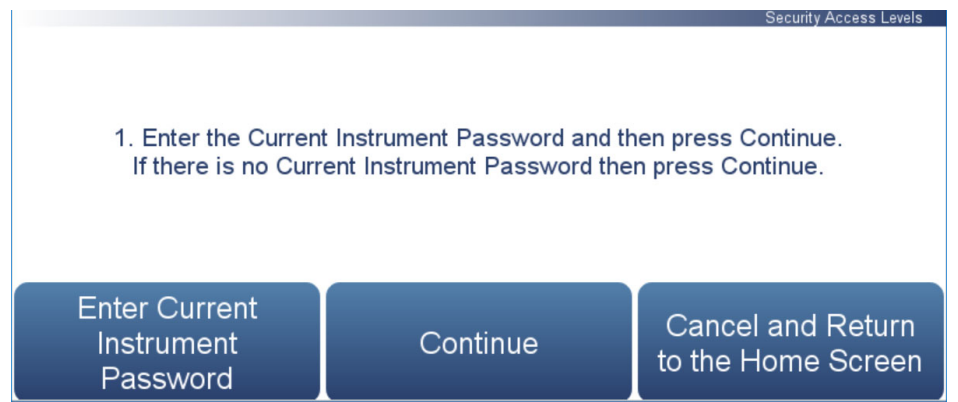 Security Access Levels
1. Enter the Current Instrument Password and then press Continue.
If there is no Current Instrument Password then press Continue.
Enter Current
Instrument
Password
Continue
Cancel and Return
to the Home Screen